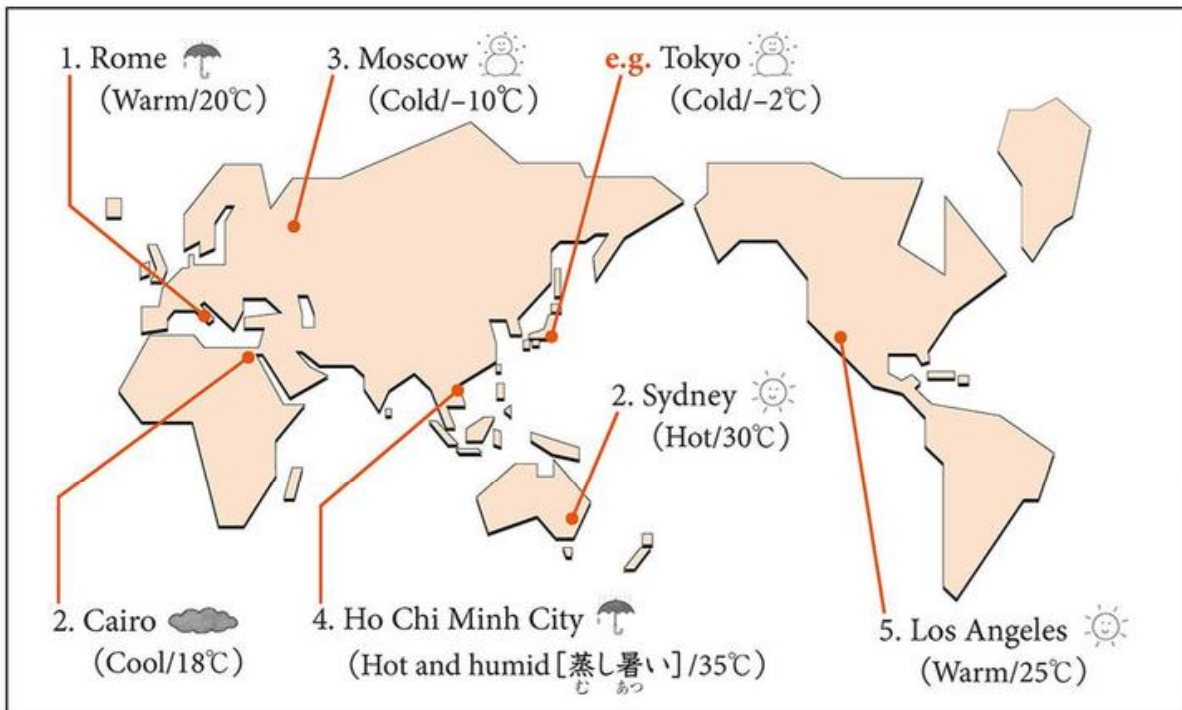 1. Rome
(Warm/20℃)
3. Moscow
(Cold/–10℃)
e.g. Tokyo
(Cold/–2℃)
2. Sydney
(Hot/30℃)
2. Cairo
(Cool/18℃)
4. Ho Chi Minh City
(Hot and humid [蒸し暑い] /35℃)
む あつ
5. Los Angeles
(Warm/25℃)